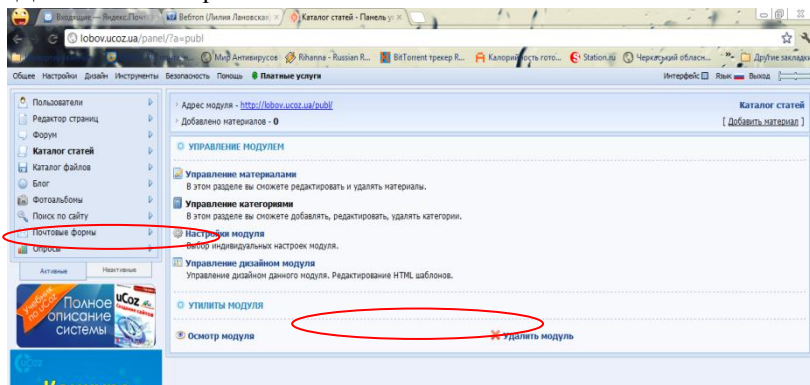 Входящие — Яндекс.Почт
Вебтоп (Лилия Лановская)
Каталог статей - Панель у
lobov.ucoz.ua/panel/?a=publ
Мир Антивирусов
Rihanna - Russian R...
BitTorrent трекер Р...
Station.ru
Черкасский област...
Другие закладки
Общее Настройки Дизайн Инструменты Безопасность Помощь Платные услуги
Интерфейс Язык Выход
Пользователи
Редактор страниц
Форум
Каталог статей
Каталог файлов
Блог
Фотоальбомы
Поиск по сайту
Почтовые формы
Опросы
Активные Неактивные
Учебник по uCoz
Полное описание системы
uCoz
Адрес модуля - http://lobov.ucoz.ua/publ/
Каталог статей
Добавлено материалов - 0
[ Добавить материал ]
УПРАВЛЕНИЕ МОДУЛЕМ
Управление материалами
В этом разделе вы сможете редактировать и удалять материалы.
Управление категориями
В этом разделе вы сможете добавлять, редактировать, удалять категории.
Настройки модуля
Выбор индивидуальных настроек модуля.
Управление дизайном модуля
Управление дизайном данного модуля. Редактирование HTML шаблонов.
УТИЛИТЫ МОДУЛЯ
Осмотр модуля
Удалить модуль